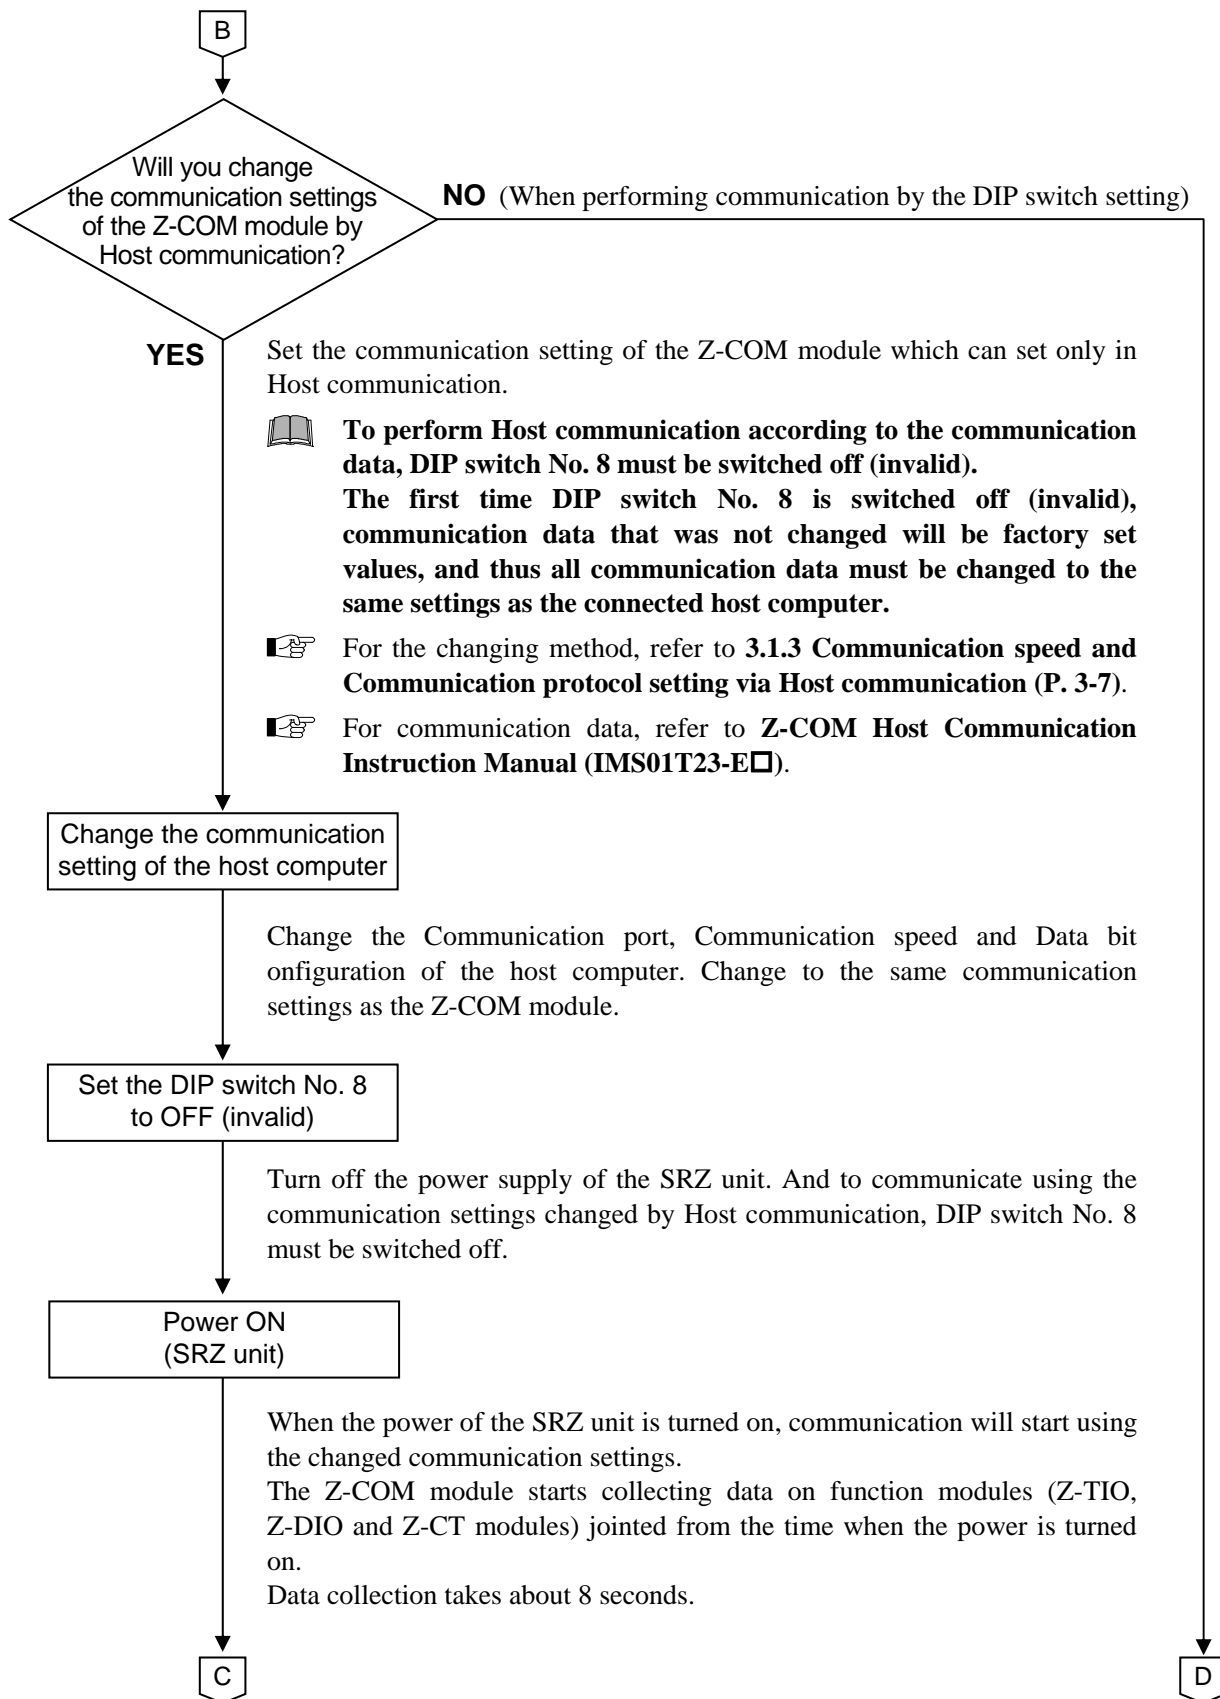 B
Will you change
the communication settings
of the Z-COM module by
Host communication?
NO (When performing communication by the DIP switch setting)
YES
Set the communication setting of the Z-COM module which can set only in
Host communication.
To perform Host communication according to the communication
data, DIP switch No. 8 must be switched off (invalid).
The first time DIP switch No. 8 is switched off (invalid),
communication data that was not changed will be factory set
values, and thus all communication data must be changed to the
same settings as the connected host computer.
For the changing method, refer to 3.1.3 Communication speed and
Communication protocol setting via Host communication (P. 3-7).
For communication data, refer to Z-COM Host Communication
Instruction Manual (IMS01T23-E□).
Change the communication
setting of the host computer
Change the Communication port, Communication speed and Data bit
onfiguration of the host computer. Change to the same communication
settings as the Z-COM module.
Set the DIP switch No. 8
to OFF (invalid)
Turn off the power supply of the SRZ unit. And to communicate using the
communication settings changed by Host communication, DIP switch No. 8
must be switched off.
Power ON
(SRZ unit)
When the power of the SRZ unit is turned on, communication will start using
the changed communication settings.
The Z-COM module starts collecting data on function modules (Z-TIO,
Z-DIO and Z-CT modules) jointed from the time when the power is turned
on.
Data collection takes about 8 seconds.
C
D